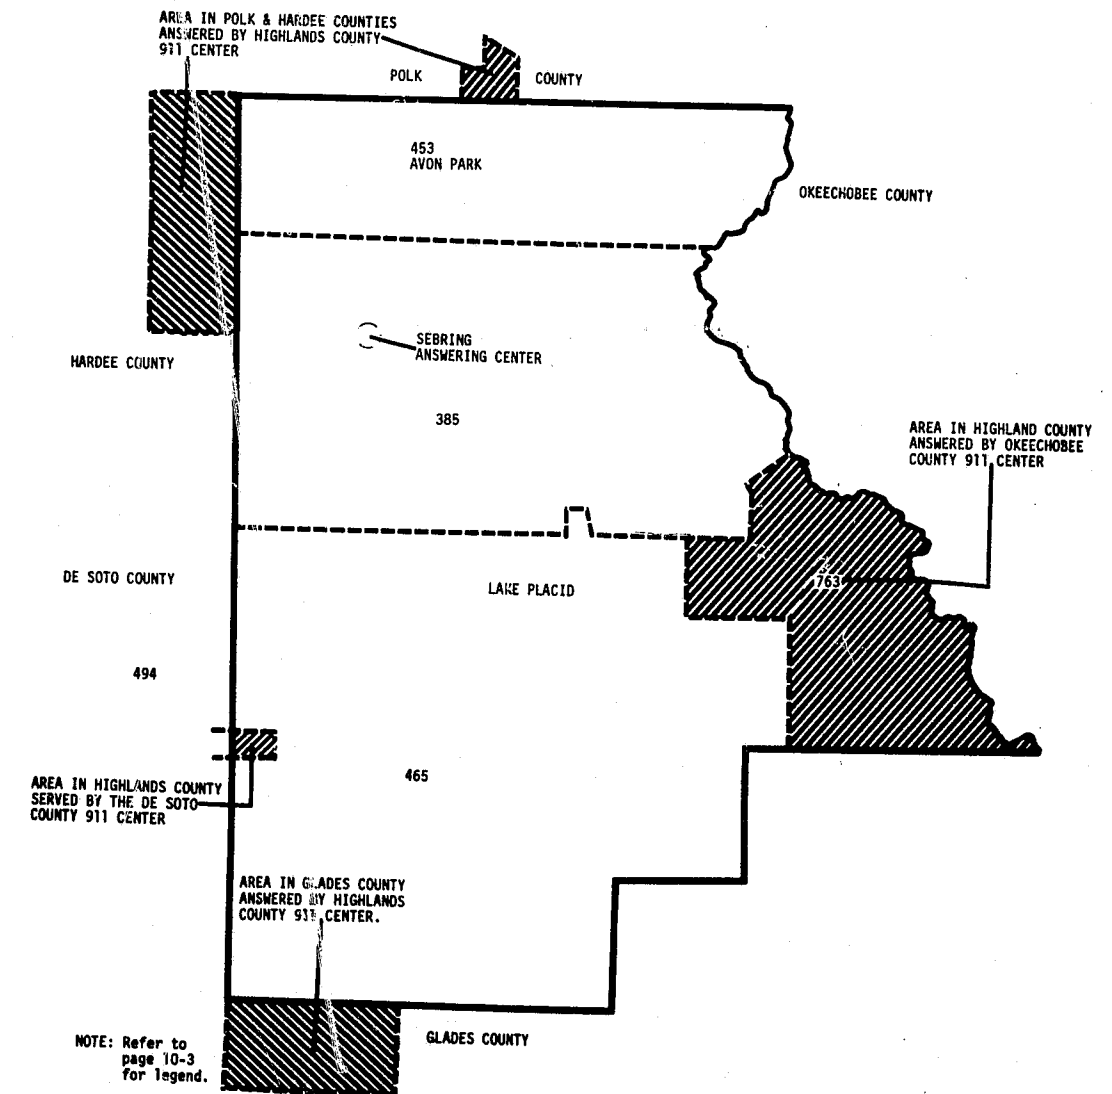 AREA IN POLK & HARDEE COUNTIES
ANSWERED BY HIGHLANDS COUNTY
911 CENTER
POLK
COUNTY
453
AVON PARK
OKEECHOBEE COUNTY
SEBRING
ANSWERING CENTER
HARDEE COUNTY
385
AREA IN HIGHLAND COUNTY
ANSWERED BY OKEECHOBEE
COUNTY 911 CENTER
DE SOTO COUNTY
LAKE PLACID
763
494
465
AREA IN HIGHLANDS COUNTY
SERVED BY THE DE SOTO
COUNTY 911 CENTER
AREA IN GLADES COUNTY
ANSWERED BY HIGHLANDS
COUNTY 911 CENTER.
GLADES COUNTY
NOTE: Refer to
page 10-3
for legend.